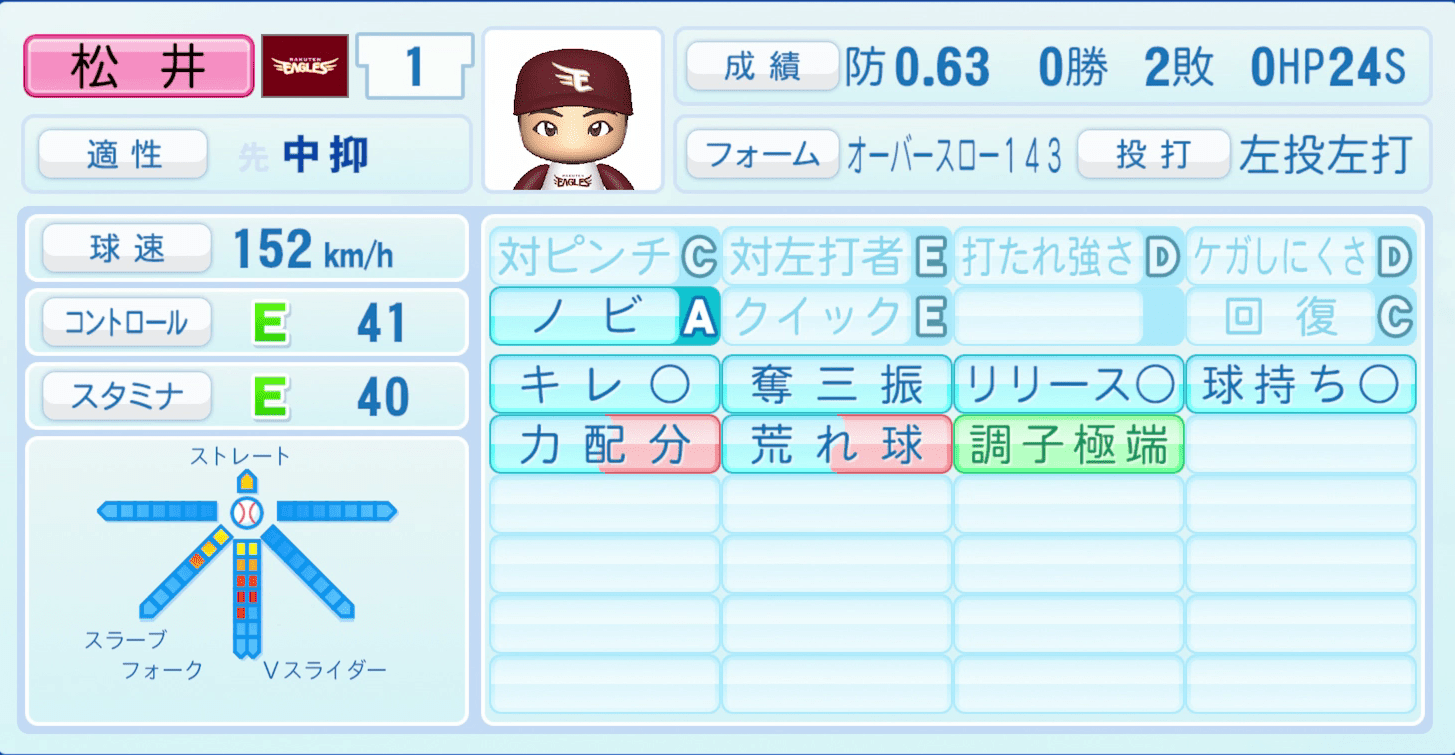 松 井 RAKUTEN EAGLES 1
成績 防0.63 0勝 2敗 0HP24S
適性 先 中抑
フォーム オーバースロー143 投打 左投左打
RAKUTEN EAGLES
球速 152 km/h
コントロール E 41
スタミナ E 40
ストレート
スラーブ
フォーク Vスライダー
対ピンチ C 対左打者 E 打たれ強さ D ケガしにくさ D
ノビ A クイック E 回復 C
キレ○ 奪三振 リリース○ 球持ち○
力配分 荒れ球 調子極端